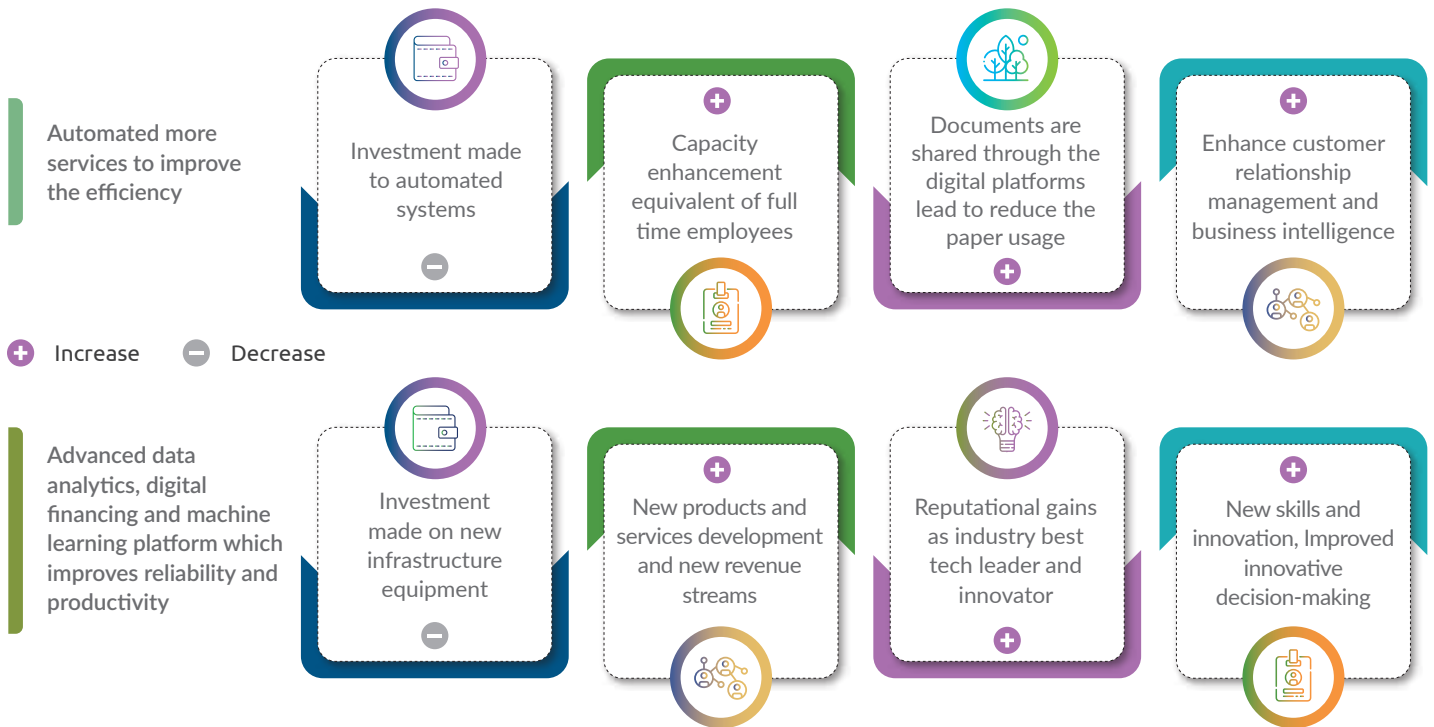 Automated more
services to improve
the efficiency
Investment made
to automated
systems
Capacity
enhancement
equivalent of full
time employees
Documents are
shared through the
digital platforms
lead to reduce the
paper usage
Enhance customer
relationship
management and
business intelligence
Increase
Decrease
Advanced data
analytics, digital
financing and machine
learning platform which
improves reliability and
productivity
Investment
made on new
infrastructure
equipment
New products and
services development
and new revenue
streams
Reputational gains
as industry best
tech leader and
innovator
New skills and
innovation, Improved
innovative
decision-making